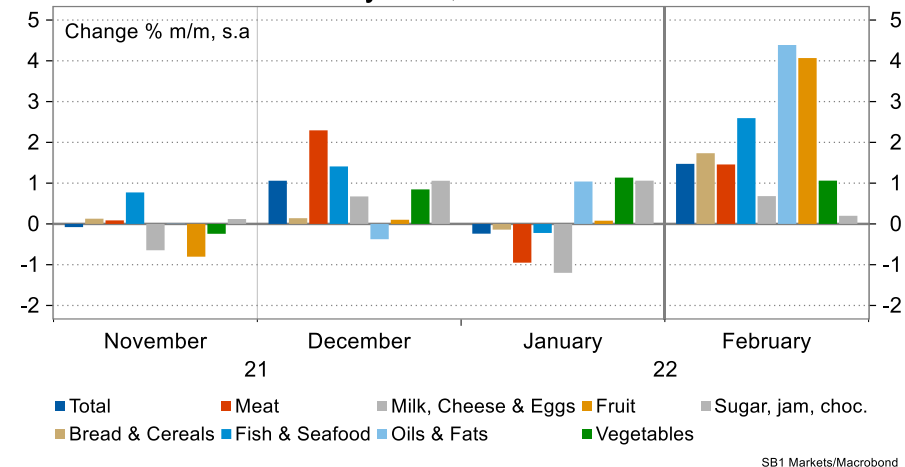 5 5
Change % m/m, s.a
4 4
3 3
2 2
1 1
0 0
-1 -1
-2 -2
November December January February
21 22
Total Meat Milk, Cheese & Eggs Fruit Sugar, jam, choc.
Bread & Cereals Fish & Seafood Oils & Fats Vegetables
SB1 Markets/Macrobond